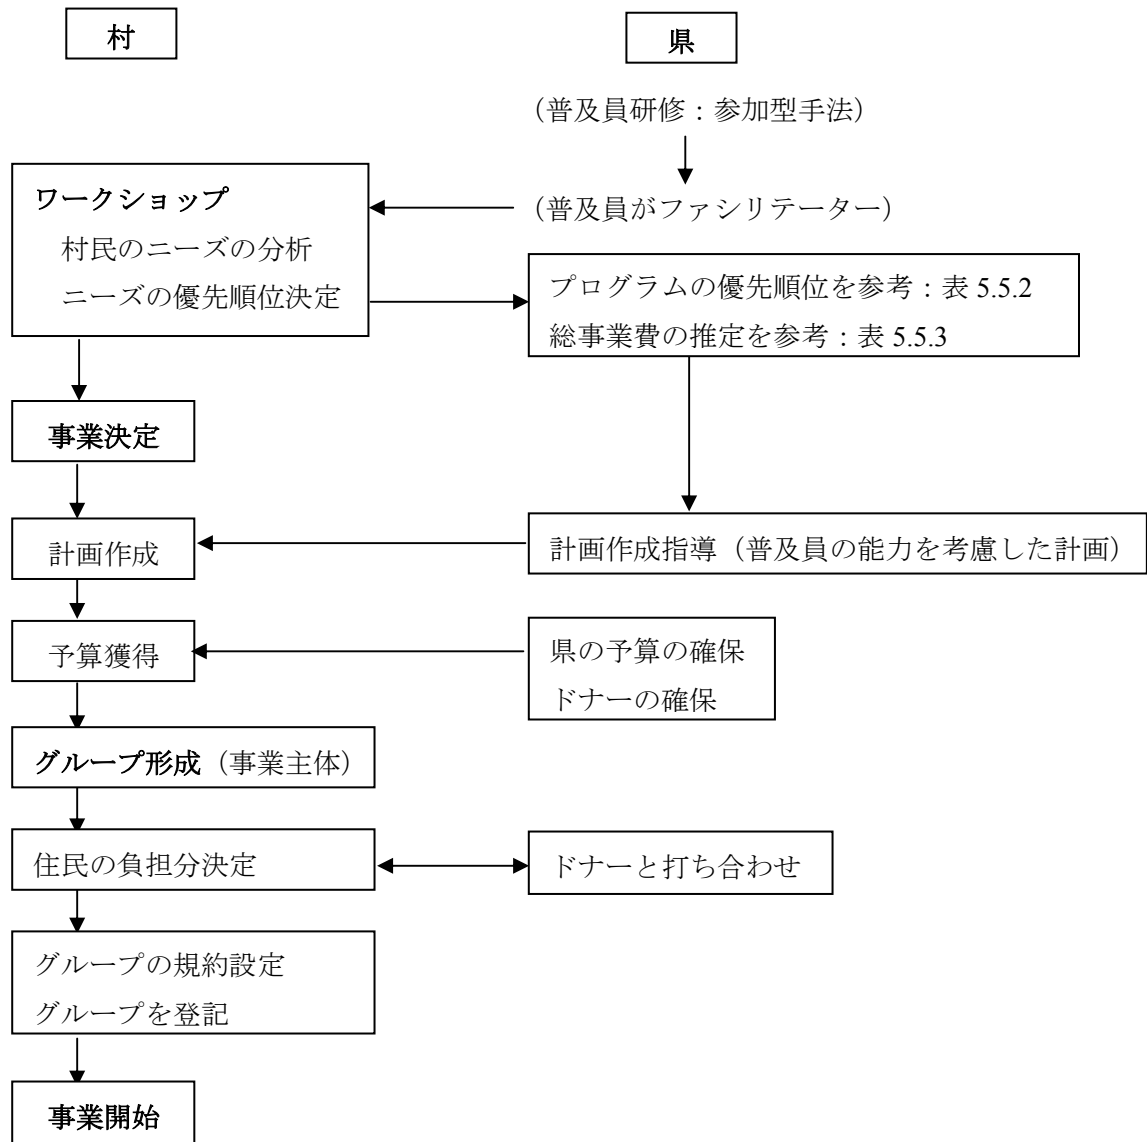 村
県
（普及員研修：参加型手法）
ワークショップ
村民のニーズの分析
ニーズの優先順位決定
（普及員がファシリテーター）
プログラムの優先順位を参考：表 5.5.2
総事業費の推定を参考：表 5.5.3
事業決定
計画作成
計画作成指導（普及員の能力を考慮した計画）
予算獲得
県の予算の確保
ドナーの確保
グループ形成（事業主体）
住民の負担分決定
ドナーと打ち合わせ
グループの規約設定
グループを登記
事業開始